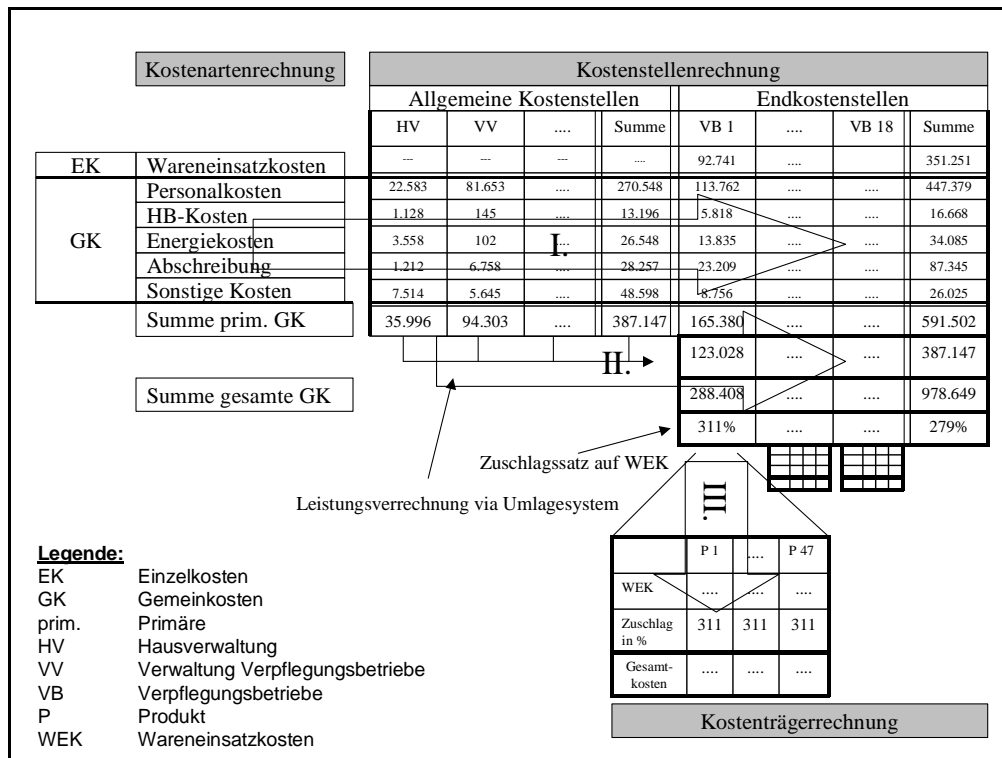 Kostenartenrechnung Kostenstellenrechnung
Allgemeine Kostenstellen Endkostenstellen
HV VV .... Summe VB 1 .... VB 18 Summe
EK Wareneinsatzkosten --- --- --- .... 92.741 .... 351.251
Personalkosten 22.583 81.653 .... 270.548 113.762 .... .... 447.379
HB-Kosten 1.128 145 .... 13.196 5.818 .... .... 16.668
GK Energiekosten 3.558 102 .... 26.548 13.835 .... .... 34.085
I.
Abschreibung 1.212 6.758 .... 28.257 23.209 .... .... 87.345
Sonstige Kosten 7.514 5.645 .... 48.598 8.756 .... .... 26.025
Summe prim. GK 35.996 94.303 .... 387.147 165.380 .... .... 591.502
II. 123.028 .... .... 387.147
Summe gesamte GK 288.408 .... .... 978.649
311% .... .... 279%
Zuschlagssatz auf WEK
Leistungsverrechnung via Umlagesystem
III.
P 1 .... P 47
WEK .... .... ....
Zuschlag in % 311 311 311
Gesamt-
kosten .... .... ....
Kostenträgerrechnung
Legende:
EK Einzelkosten
GK Gemeinkosten
prim. Primäre
HV Hausverwaltung
VV Verwaltung Verpflegungsbetriebe
VB Verpflegungsbetriebe
P Produkt
WEK Wareneinsatzkosten